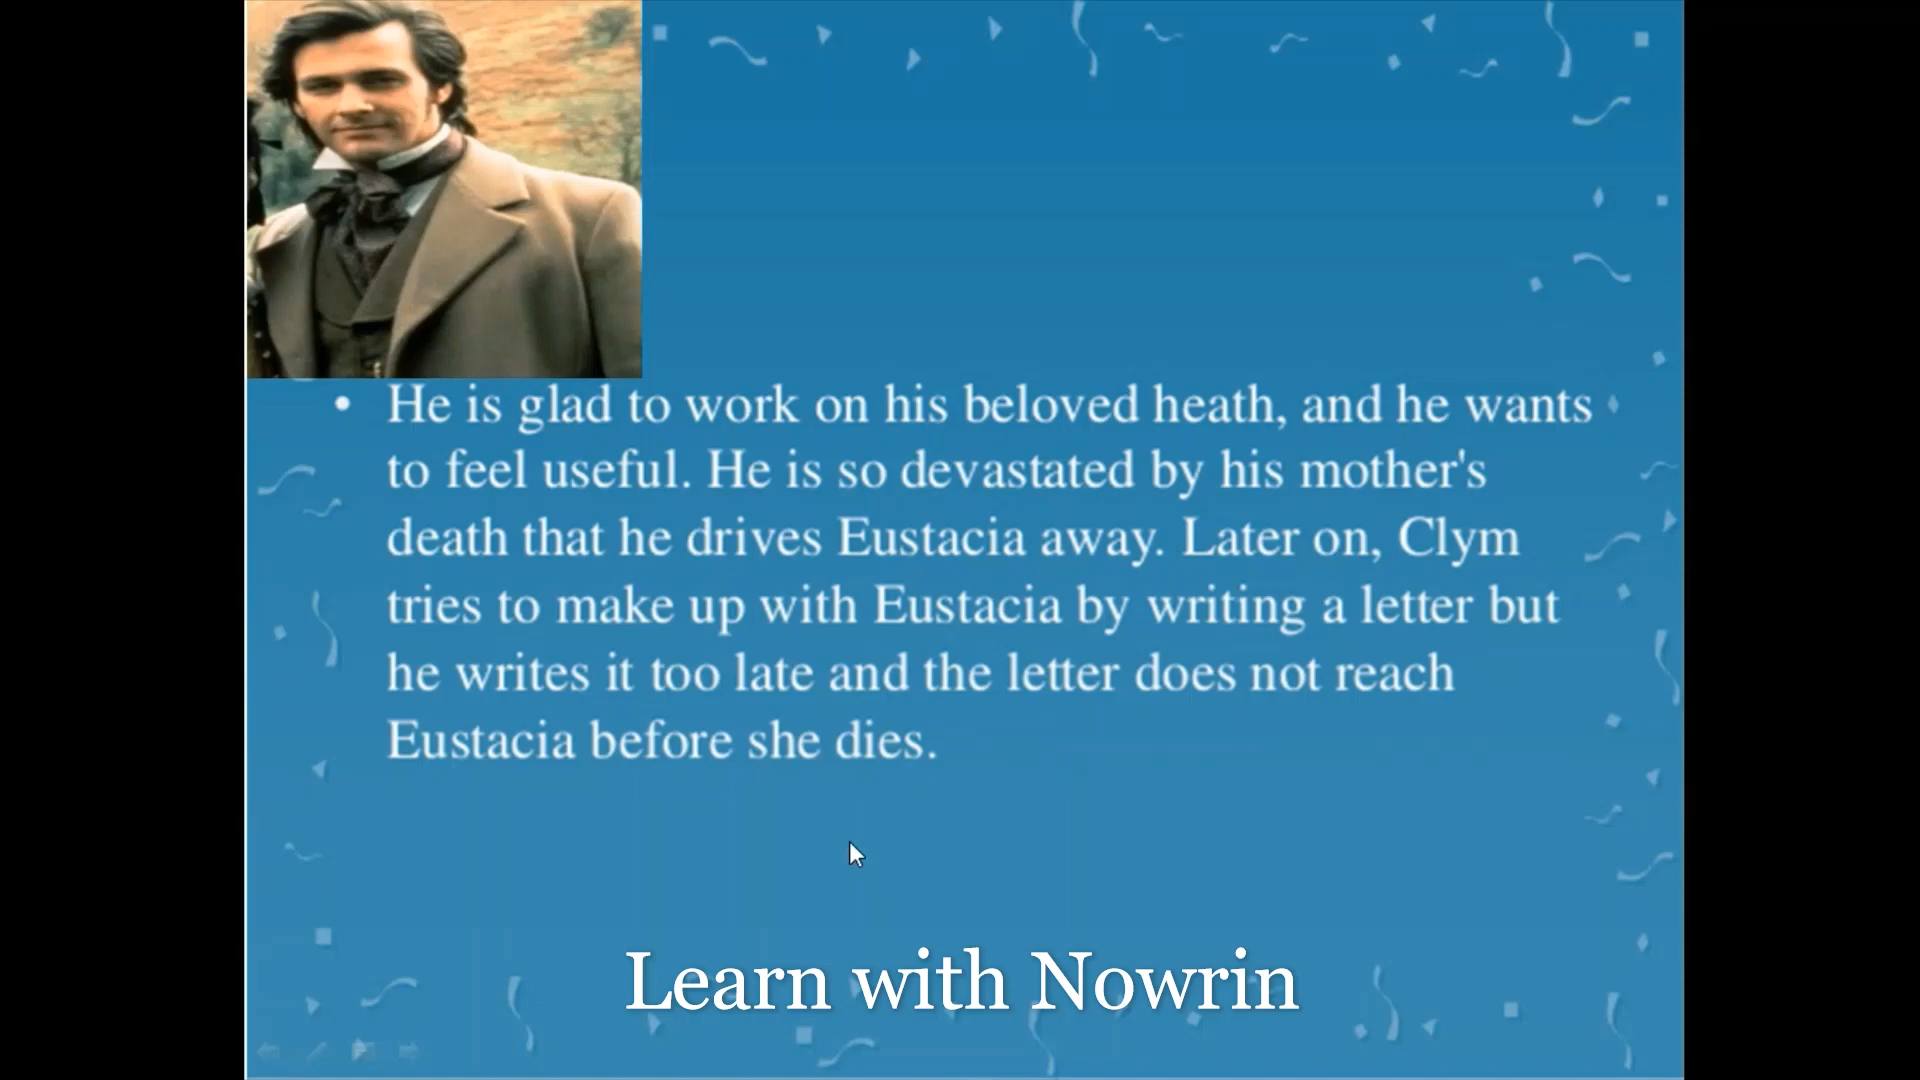 • He is glad to work on his beloved heath, and he wants
to feel useful. He is so devastated by his mother's
death that he drives Eustacia away. Later on, Clym
tries to make up with Eustacia by writing a letter but
he writes it too late and the letter does not reach
Eustacia before she dies.
Learn with Nowrin